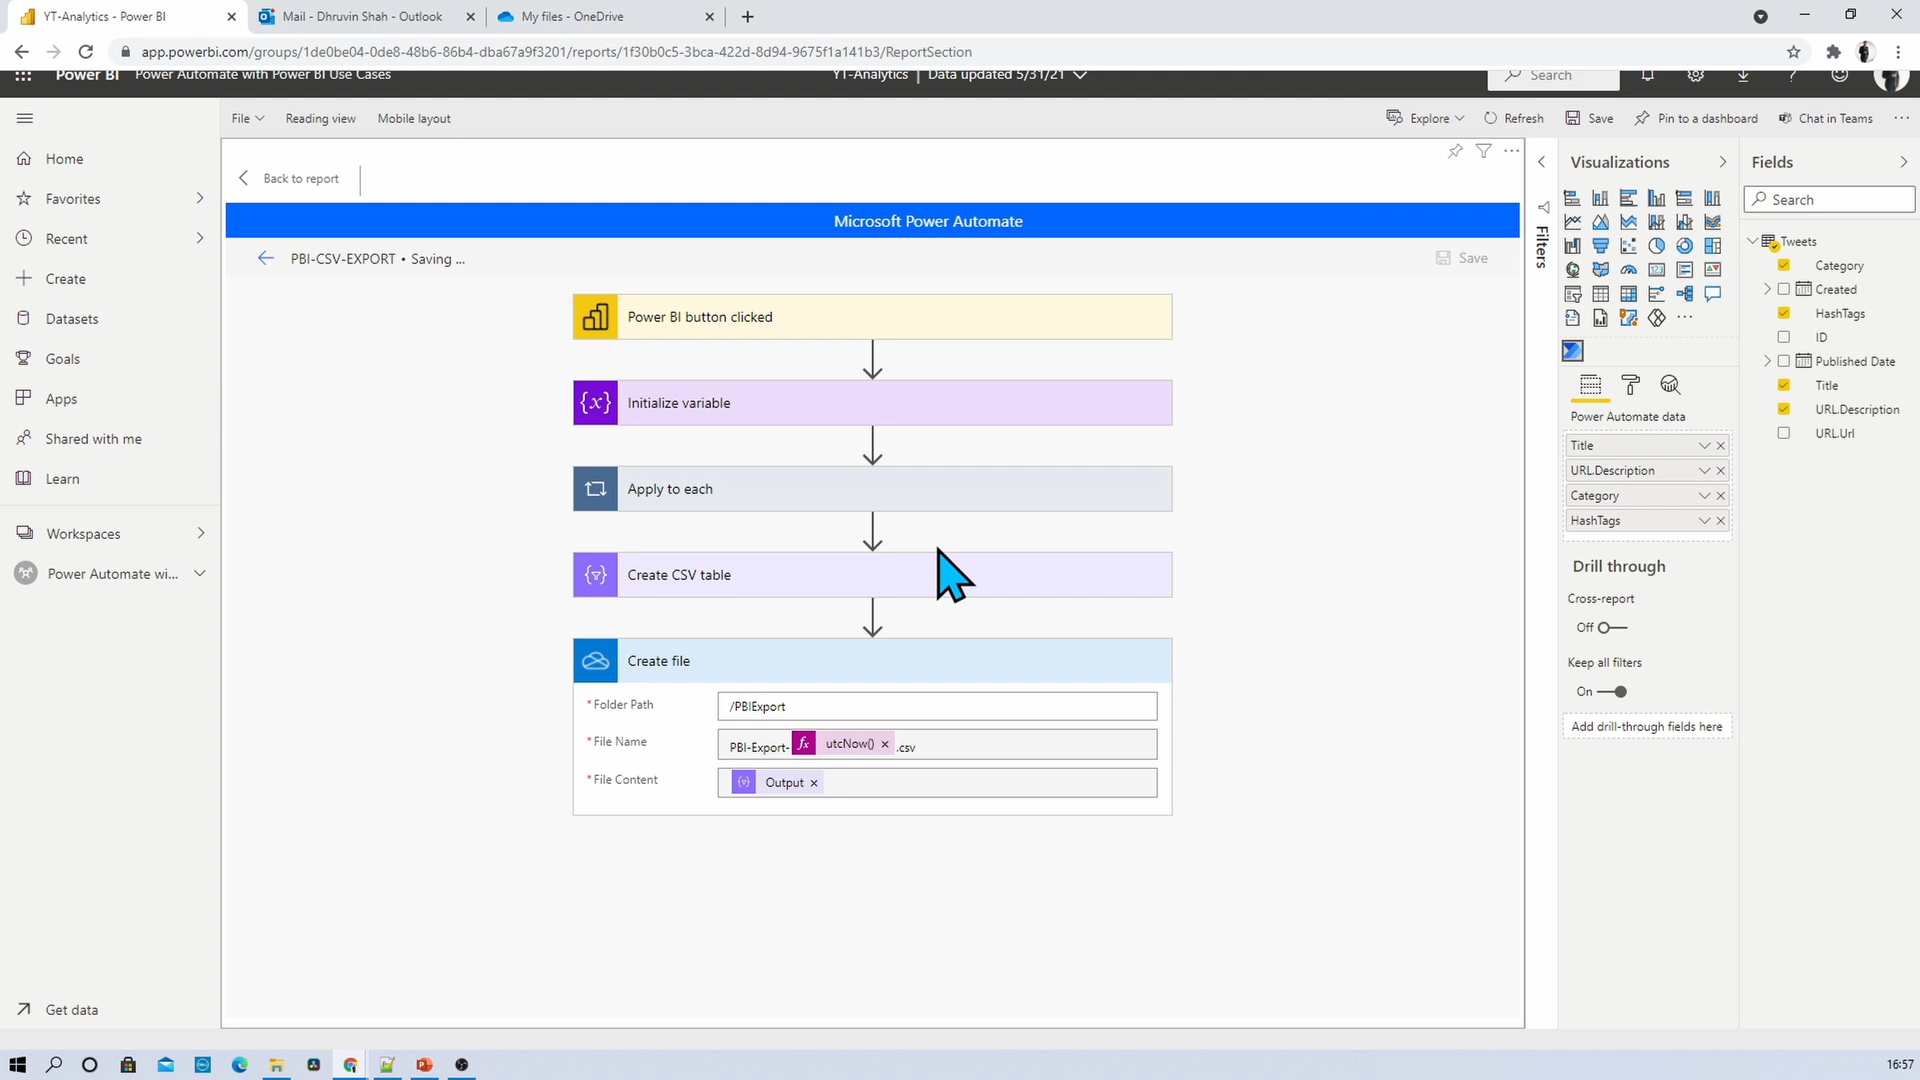 YT-Analytics - Power BI
Mail - Dhruvin Shah - Outlook
My files - OneDrive
app.powerbi.com/groups/1de0be04-0de8-48b6-86b4-dba67a9f3201/reports/1f30b0c5-3bca-422d-8d94-9675f1a141b3/ReportSection
Power BI
Power Automate with Power BI Use Cases
YT-Analytics | Data updated 5/31/21
Search
File
Reading view
Mobile layout
Explore
Refresh
Save
Pin to a dashboard
Chat in Teams
Home
Favorites
Recent
Create
Datasets
Goals
Apps
Shared with me
Learn
Workspaces
Power Automate wi...
Get data
Back to report
Microsoft Power Automate
PBI-CSV-EXPORT • Saving ...
Save
Power BI button clicked
Initialize variable
Apply to each
Create CSV table
Create file
* Folder Path
/PBIExport
* File Name
PBI-Export- fx utcNow() × .csv
* File Content
Output ×
Filters
Visualizations
Power Automate data
Title
URL.Description
Category
HashTags
Drill through
Cross-report
Off
Keep all filters
On
Add drill-through fields here
Fields
Search
Tweets
Category
Created
HashTags
ID
Published Date
Title
URL.Description
URL.Url
16:57